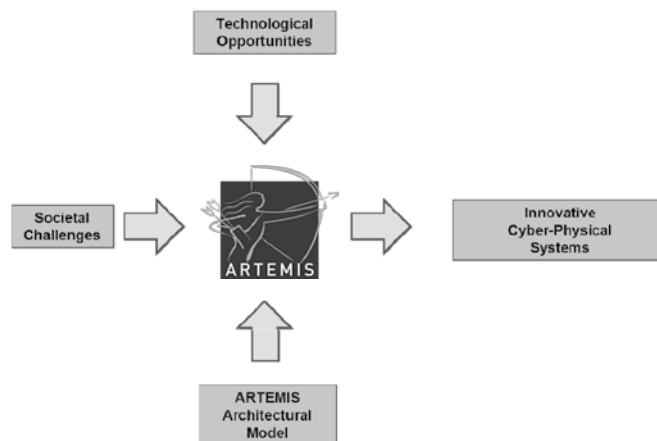 Technological
Opportunities
Societal
Challenges
ARTEMIS
Innovative
Cyber-Physical
Systems
ARTEMIS
Architectural
Model